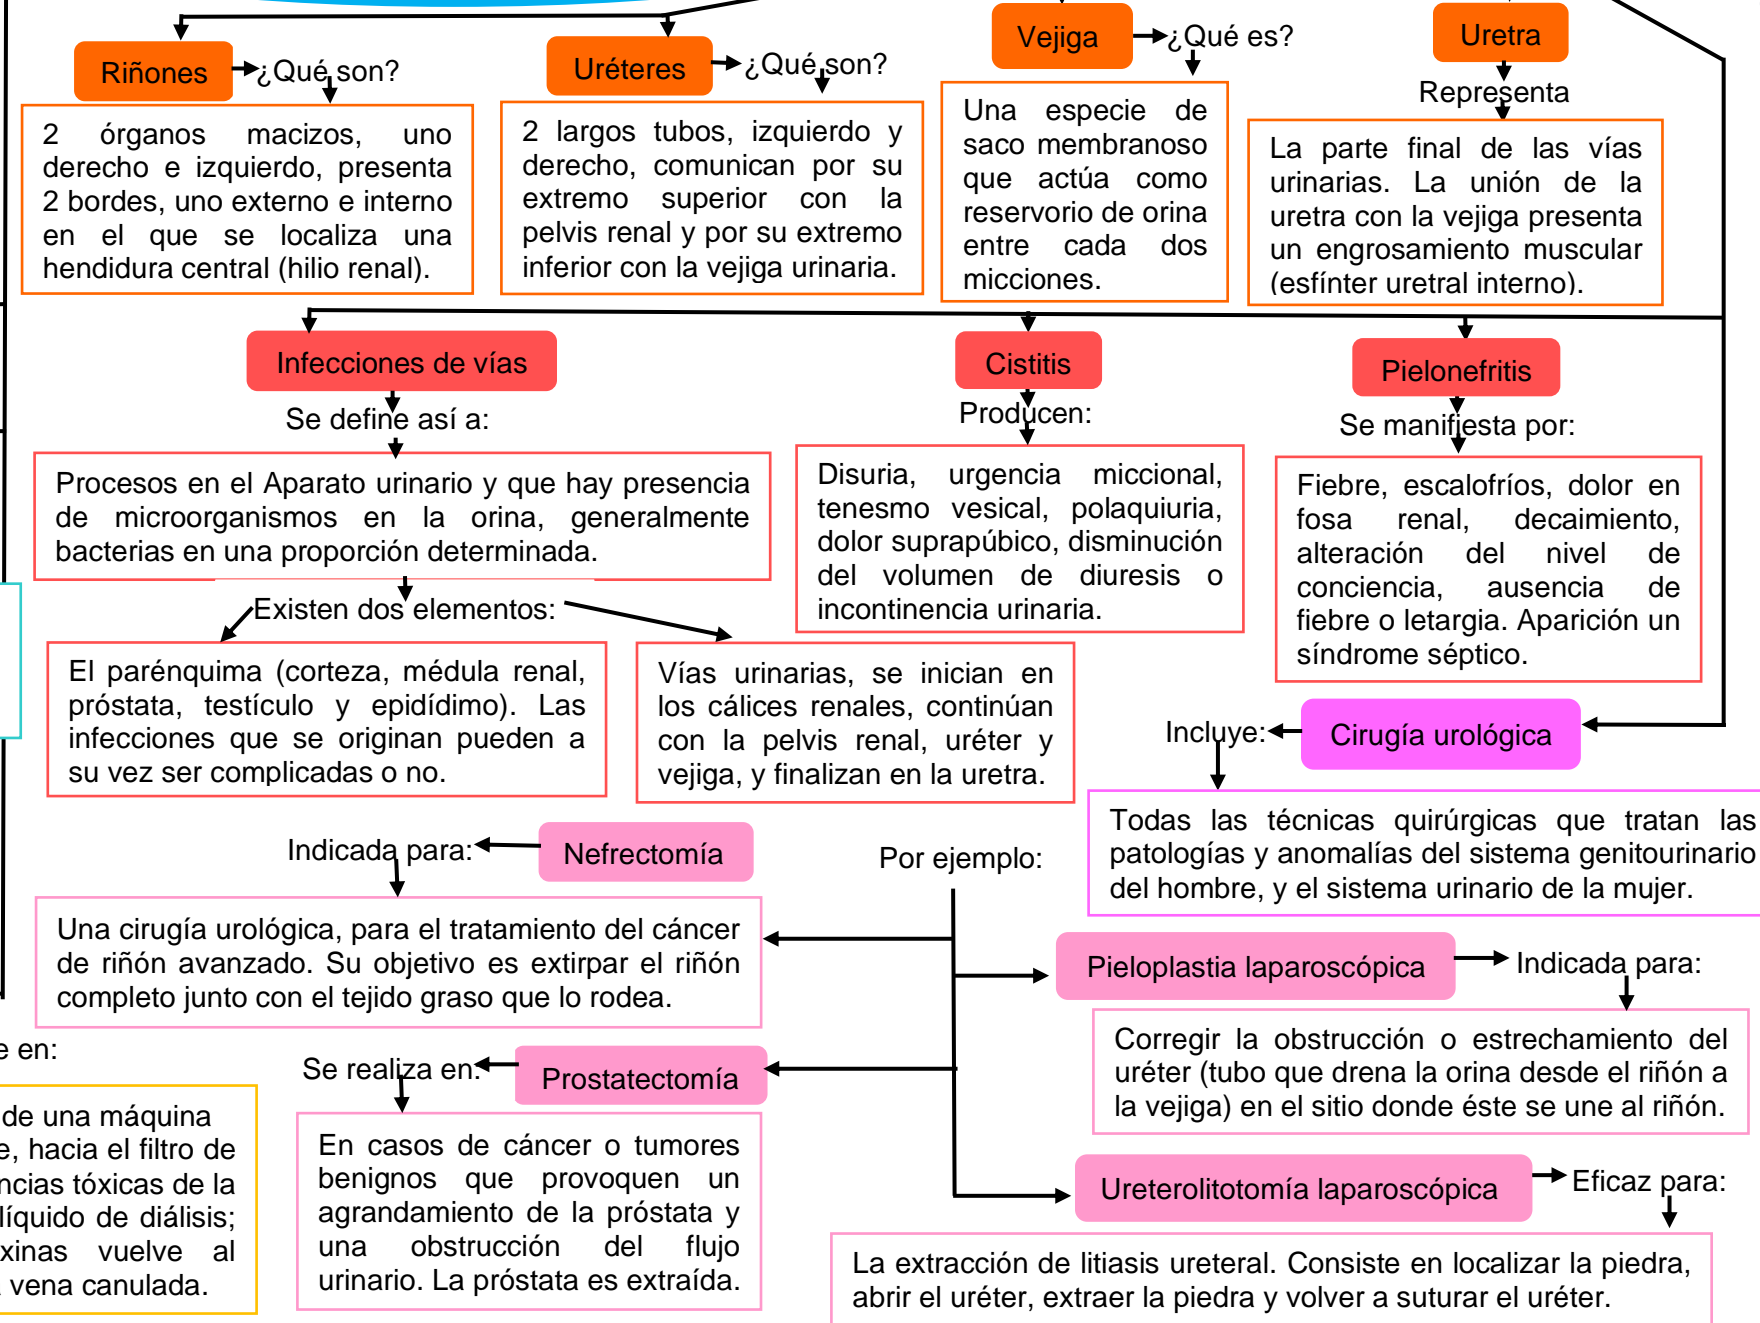 Riñones
¿Qué son?
2 órganos macizos, uno
derecho e izquierdo, presenta
2 bordes, uno externo e interno
en el que se localiza una
hendidura central (hilio renal).
Uréteres
¿Qué son?
2 largos tubos, izquierdo y
derecho, comunican por su
extremo superior con la
pelvis renal y por su extremo
inferior con la vejiga urinaria.
Vejiga
¿Qué es?
Una especie de
saco membranoso
que actúa como
reservorio de orina
entre cada dos
micciones.
Uretra
Representa
La parte final de las vías
urinarias. La unión de la
uretra con la vejiga presenta
un engrosamiento muscular
(esfínter uretral interno).
Infecciones de vías
Se define así a:
Procesos en el Aparato urinario y que hay presencia
de microorganismos en la orina, generalmente
bacterias en una proporción determinada.
Existen dos elementos:
El parénquima (corteza, médula renal,
próstata, testículo y epidídimo). Las
infecciones que se originan pueden a
su vez ser complicadas o no.
Vías urinarias, se inician en
los cálices renales, continúan
con la pelvis renal, uréter y
vejiga, y finalizan en la uretra.
Cistitis
Producen:
Disuria, urgencia miccional,
tenesmo vesical, polaquiuria,
dolor suprapúbico, disminución
del volumen de diuresis o
incontinencia urinaria.
Pielonefritis
Se manifiesta por:
Fiebre, escalofríos, dolor en
fosa renal, decaimiento,
alteración del nivel de
conciencia, ausencia de
fiebre o letargia. Aparición un
síndrome séptico.
Cirugía urológica
Incluye:
Todas las técnicas quirúrgicas que tratan las
patologías y anomalías del sistema genitourinario
del hombre, y el sistema urinario de la mujer.
Por ejemplo:
Nefrectomía
Indicada para:
Una cirugía urológica, para el tratamiento del cáncer
de riñón avanzado. Su objetivo es extirpar el riñón
completo junto con el tejido graso que lo rodea.
Pieloplastia laparoscópica
Indicada para:
Corregir la obstrucción o estrechamiento del
uréter (tubo que drena la orina desde el riñón a
la vejiga) en el sitio donde éste se une al riñón.
Prostatectomía
Se realiza en:
En casos de cáncer o tumores
benignos que provoquen un
agrandamiento de la próstata y
una obstrucción del flujo
urinario. La próstata es extraída.
Ureterolitotomía laparoscópica
Eficaz para:
La extracción de litiasis ureteral. Consiste en localizar la piedra,
abrir el uréter, extraer la piedra y volver a suturar el uréter.
en:
de una máquina
hacia el filtro de
tóxicas de la
líquido de diálisis;
vuelve al
vena canulada.